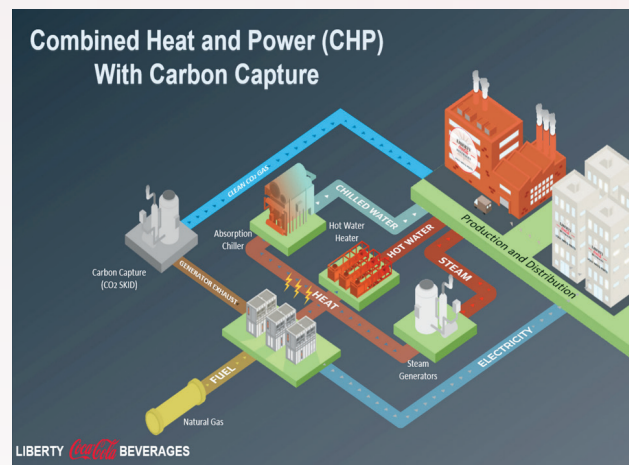 Combined Heat and Power (CHP)
With Carbon Capture
CLEAN CO2 GAS
CHILLED WATER
Absorption
Chiller
Hot Water
Heater
HOT WATER
Production and Distribution
Carbon Capture
(CO2 SKID)
GENERATOR EXHAUST
HEAT
STEAM
Steam
Generators
ELECTRICITY
FUEL
Natural Gas
LIBERTY Coca-Cola BEVERAGES